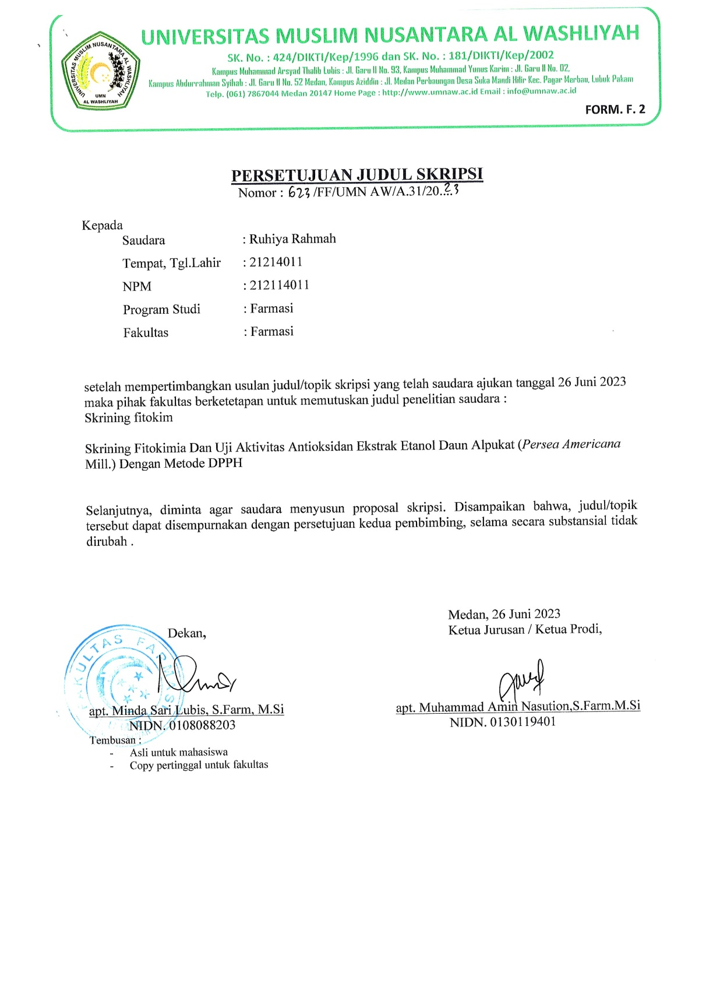 UNIVERSITAS MUSLIM NUSANTARA AL WASHLIYAH
UMN
AL WASHLIYAH
UNIVERSITAS MUSLIM NUSANTARA AL WASHLIYAH
SK. No. : 424/DIKTI/Kep/1996 dan SK. No. : 181/DIKTI/Kep/2002
Kampus Muhammad Arsyad Thalib Lubis : Jl. Garu II No. 93, Kampus Muhammad Yunus Karim : Jl. Garu II No. 02,
Kampus Abdurrahman Syihab : Jl. Garu II No. 52 Medan, Kampus Aziddin : Jl. Medan Perbaungan Desa Suka Mandi Hilir Kec. Pagar Merbau, Lubuk Pakam
Telp. (061) 7867044 Medan 20147 Home Page : http://www.umnaw.ac.id Email : info@umnaw.ac.id
FORM. F. 2
PERSETUJUAN JUDUL SKRIPSI
Nomor : 623 /FF/UMN AW/A.31/20.23
Kepada
Saudara : Ruhiya Rahmah
Tempat, Tgl.Lahir : 21214011
NPM : 212114011
Program Studi : Farmasi
Fakultas : Farmasi
setelah mempertimbangkan usulan judul/topik skripsi yang telah saudara ajukan tanggal 26 Juni 2023
maka pihak fakultas berketetapan untuk memutuskan judul penelitian saudara :
Skrining fitokim
Skrining Fitokimia Dan Uji Aktivitas Antioksidan Ekstrak Etanol Daun Alpukat (Persea Americana
Mill.) Dengan Metode DPPH
Selanjutnya, diminta agar saudara menyusun proposal skripsi. Disampaikan bahwa, judul/topik
tersebut dapat disempurnakan dengan persetujuan kedua pembimbing, selama secara substansial tidak
dirubah .
Medan, 26 Juni 2023
Dekan,
Ketua Jurusan / Ketua Prodi,
FAKULTAS FARMASI
apt. Minda Sari Lubis, S.Farm, M.Si
NIDN. 0108088203
apt. Muhammad Amin Nasution,S.Farm.M.Si
NIDN. 0130119401
Tembusan :
- Asli untuk mahasiswa
- Copy pertinggal untuk fakultas